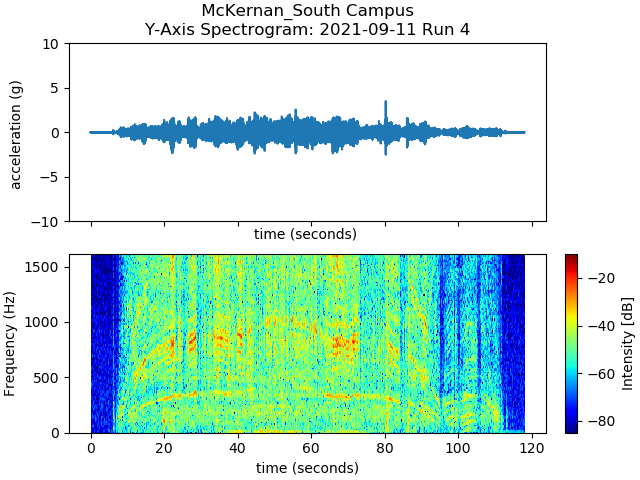 McKernan_South Campus
Y-Axis Spectrogram: 2021-09-11 Run 4
10
5
0
−5
−10
acceleration (g)
time (seconds)
1500
1000
500
0
Frequency (Hz)
0 20 40 60 80 100 120
time (seconds)
−20
−40
−60
−80
Intensity [dB]